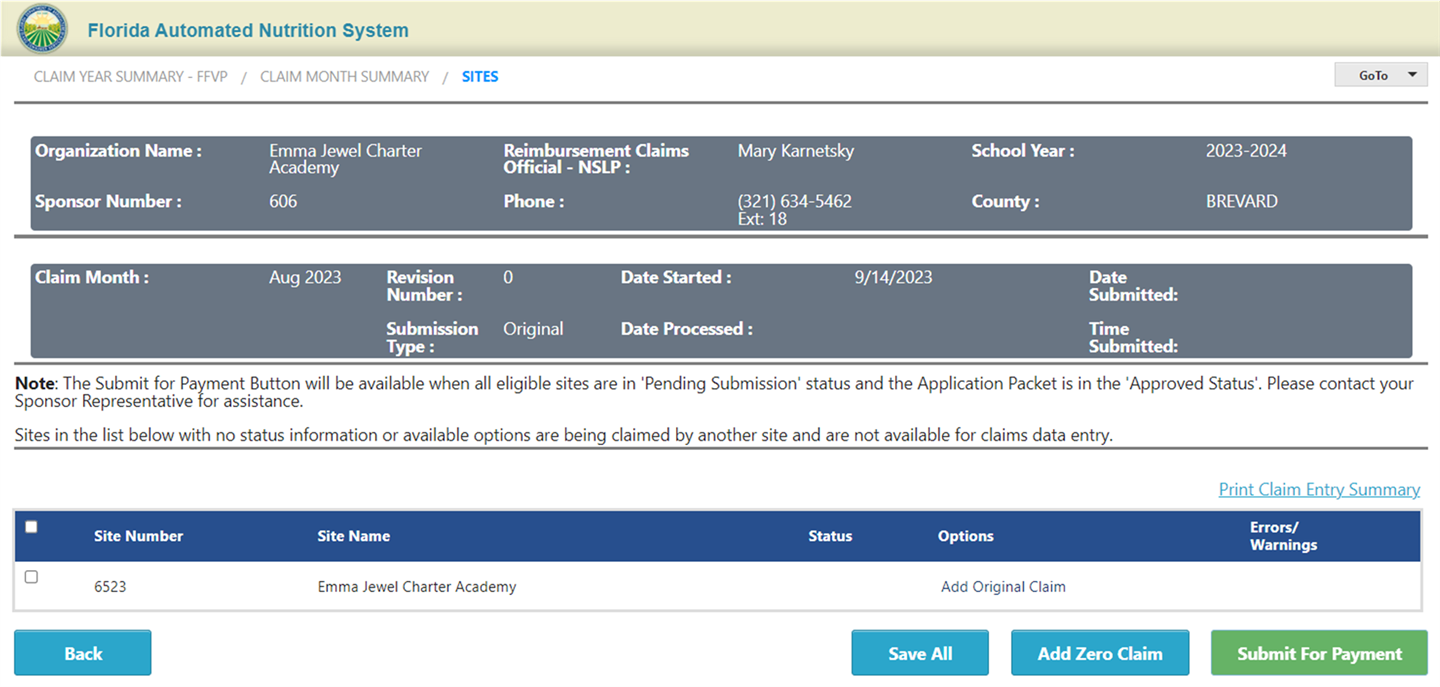 Florida Automated Nutrition System
CLAIM YEAR SUMMARY - FFVP / CLAIM MONTH SUMMARY / SITES
GoTo
Organization Name : Emma Jewel Charter Academy Reimbursement Claims Official - NSLP : Mary Karnetsky School Year : 2023-2024
Sponsor Number : 606 Phone : (321) 634-5462 Ext: 18 County : BREVARD
Claim Month : Aug 2023 Revision Number : 0 Date Started : 9/14/2023 Date Submitted:
Submission Type : Original Date Processed : Time Submitted:
Note: The Submit for Payment Button will be available when all eligible sites are in 'Pending Submission' status and the Application Packet is in the 'Approved Status'. Please contact your
Sponsor Representative for assistance.
Sites in the list below with no status information or available options are being claimed by another site and are not available for claims data entry.
Print Claim Entry Summary
Site Number Site Name Status Options Errors/ Warnings
6523 Emma Jewel Charter Academy Add Original Claim
Back Save All Add Zero Claim Submit For Payment